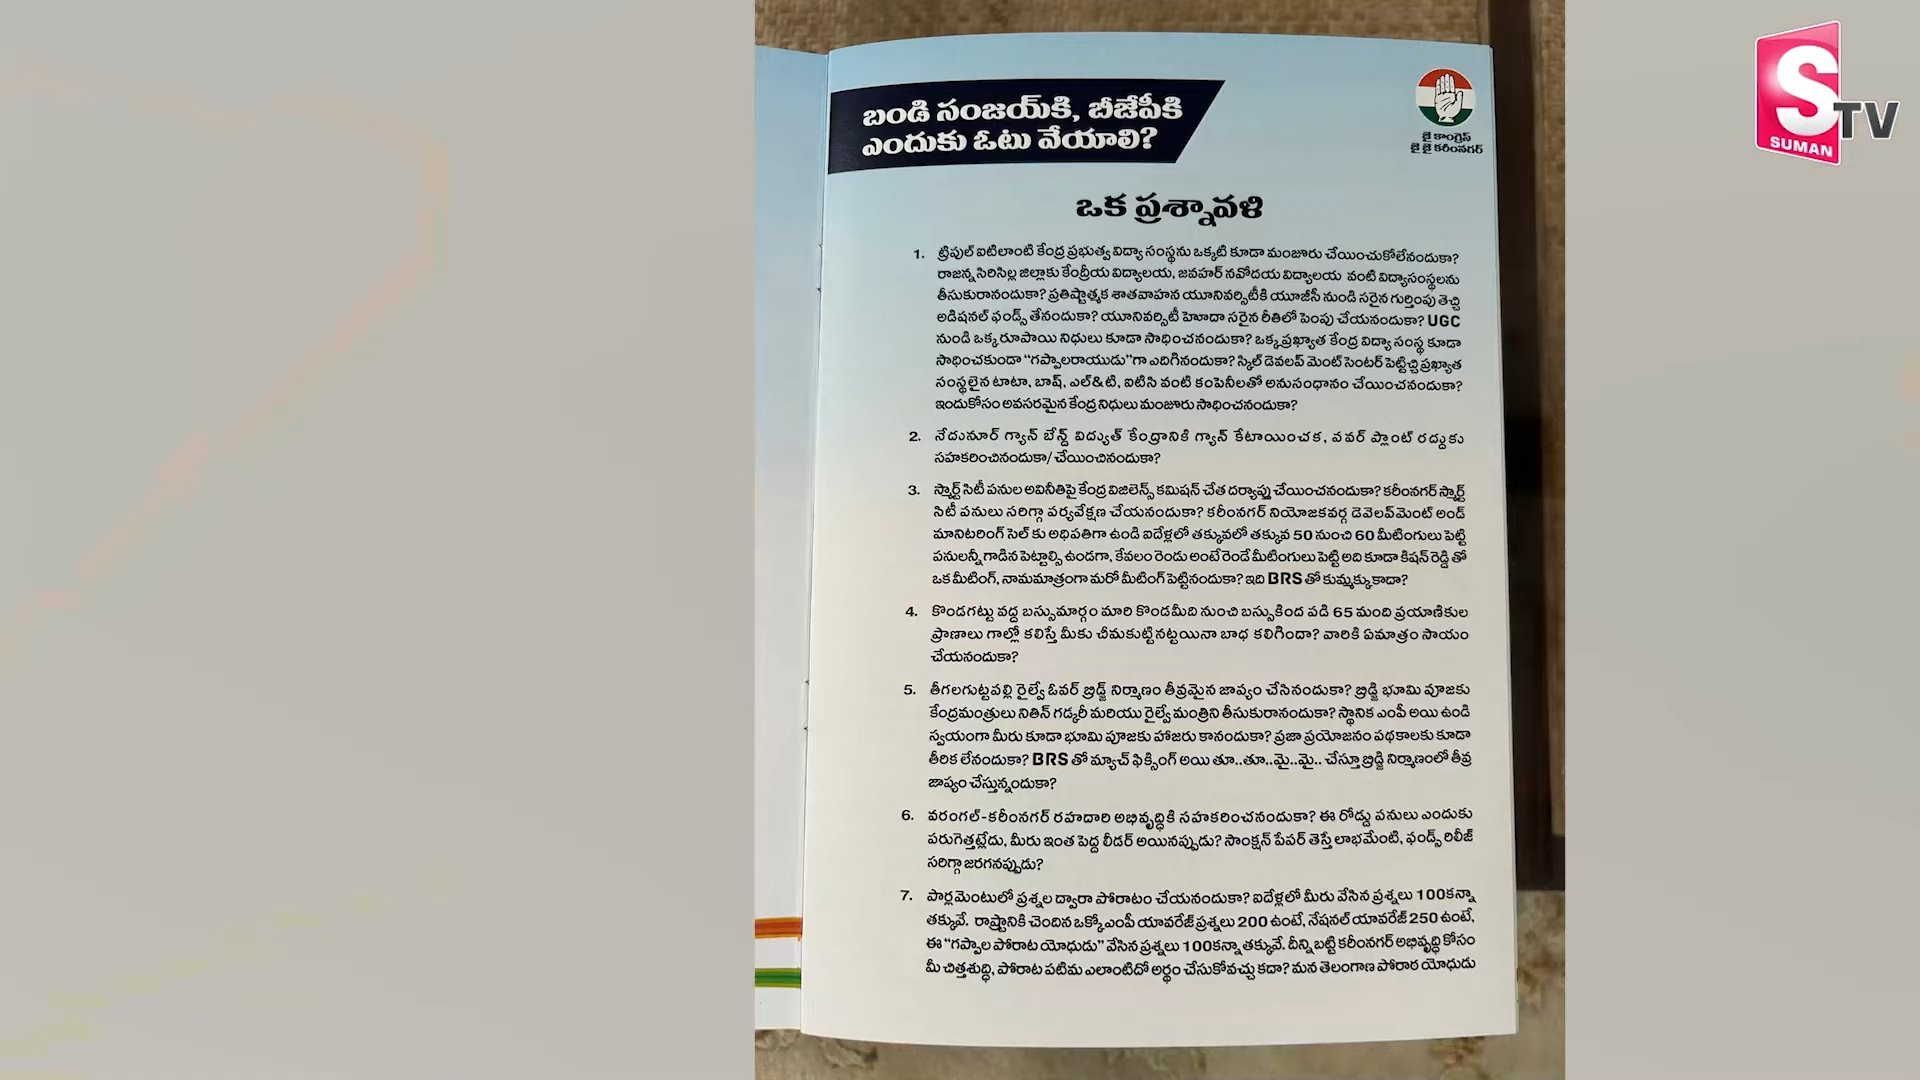 బండి సంజయ్‌కి, బీజేపీకి
ఎందుకు ఓటు వేయాలి?
జై కాంగ్రెస్
జై జై కరీంనగర్
S
TV
SUMAN
ఒక ప్రశ్నావళి
1. ట్రిపుల్ ఐటిలాంటి కేంద్ర ప్రభుత్వ విద్యా సంస్థను ఒక్కటి కూడా మంజూరు చేయించుకోలేనందుకా?
రాజన్న సిరిసిల్ల జిల్లాకు కేంద్రీయ విద్యాలయ, జవహర్ నవోదయ విద్యాలయ వంటి విద్యాసంస్థలను
తీసుకురానందుకా? ప్రతిష్టాత్మక శాతవాహన యూనివర్సిటీకి యూజీసీ నుండి సరైన గుర్తింపు తెచ్చి
అడిషనల్ ఫండ్స్ తేనందుకా? యూనివర్సిటీ హెూదా సరైన రీతిలో పెంపు చేయనందుకా? UGC
నుండి ఒక్క రూపాయి నిధులు కూడా సాధించనందుకా? ఒక్క ప్రఖ్యాత కేంద్ర విద్యా సంస్థ కూడా
సాధించకుండా “గప్పాలరాయుడు”గా ఎదిగినందుకా? స్కిల్ డెవలప్ మెంట్ సెంటర్ పెట్టిచ్చి ప్రఖ్యాత
సంస్థలైన టాటా, బాష్, ఎల్&టి, ఐటిసి వంటి కంపెనీలతో అనుసంధానం చేయించనందుకా?
ఇందుకోసం అవసరమైన కేంద్ర నిధులు మంజూరు సాధించనందుకా?
2. నేదునూర్ గ్యాస్ బేస్డ్ విద్యుత్ కేంద్రానికి గ్యాస్ కేటాయించక, పవర్ ప్లాంట్ రద్దుకు
సహకరించినందుకా/ చేయించినందుకా?
3. స్మార్ట్ సిటీ పనుల అవినీతిపై కేంద్ర విజిలెన్స్ కమిషన్ చేత దర్యాప్తు చేయించనందుకా? కరీంనగర్ స్మార్ట్
సిటీ పనులు సరిగ్గా పర్యవేక్షణ చేయనందుకా? కరీంనగర్ నియోజకవర్గ డెవెలప్‌మెంట్ అండ్
మానిటరింగ్ సెల్ కు అధిపతిగా ఉండి ఐదేళ్లలో తక్కువలో తక్కువ 50 నుంచి 60 మీటింగులు పెట్టి
పనులన్నీ గాడిన పెట్టాల్సి ఉండగా, కేవలం రెండు అంటే రెండే మీటింగులు పెట్టి అది కూడా కిషన్ రెడ్డి తో
ఒక మీటింగ్, నామమాత్రంగా మరో మీటింగ్ పెట్టినందుకా? ఇది BRS తో కుమ్మక్కు కాదా?
4. కొండగట్టు వద్ద బస్సుమార్గం మారి కొండమీది నుంచి బస్సుకింద పడి 65 మంది ప్రయాణికుల
ప్రాణాలు గాల్లో కలిస్తే మీకు చీమకుట్టినట్టయినా బాధ కలిగిందా? వారికి ఏమాత్రం సాయం
చేయనందుకా?
5. తీగలగుట్టపల్లి రైల్వే ఓవర్ బ్రిడ్జ్ నిర్మాణం తీవ్రమైన జాప్యం చేసినందుకా? బ్రిడ్జి భూమి పూజకు
కేంద్రమంత్రులు నితిన్ గడ్కరీ మరియు రైల్వే మంత్రిని తీసుకురానందుకా? స్థానిక ఎంపీ అయి ఉండి
స్వయంగా మీరు కూడా భూమి పూజకు హాజరు కానందుకా? ప్రజా ప్రయోజనం పథకాలకు కూడా
తీరిక లేనందుకా? BRS తో మ్యాచ్ ఫిక్సింగ్ అయి తూ..తూ..మై..మై.. చేస్తూ బ్రిడ్జి నిర్మాణంలో తీవ్ర
జాప్యం చేస్తున్నందుకా?
6. వరంగల్-కరీంనగర్ రహదారి అభివృద్ధికి సహకరించనందుకా? ఈ రోడ్డు పనులు ఎందుకు
పరుగెత్తట్లేదు, మీరు ఇంత పెద్ద లీడర్ అయినప్పుడు? సాంక్షన్ పేపర్ తెస్తే లాభమేంటి, ఫండ్స్ రిలీజ్
సరిగ్గా జరగనప్పుడు?
7. పార్లమెంటులో ప్రశ్నల ద్వారా పోరాటం చేయనందుకా? ఐదేళ్లలో మీరు వేసిన ప్రశ్నలు 100కన్నా
తక్కువే. రాష్ట్రానికి చెందిన ఒక్కో ఎంపీ యావరేజ్ ప్రశ్నలు 200 ఉంటే, నేషనల్ యావరేజ్ 250 ఉంటే,
ఈ “గప్పాల పోరాట యోధుడు” వేసిన ప్రశ్నలు 100కన్నా తక్కువే. దీన్ని బట్టి కరీంనగర్ అభివృద్ధి కోసం
మీ చిత్తశుద్ధి, పోరాట పటిమ ఎలాంటిదో అర్థం చేసుకోవచ్చు కదా? మన తెలంగాణ పోరాఠ యోధుడు